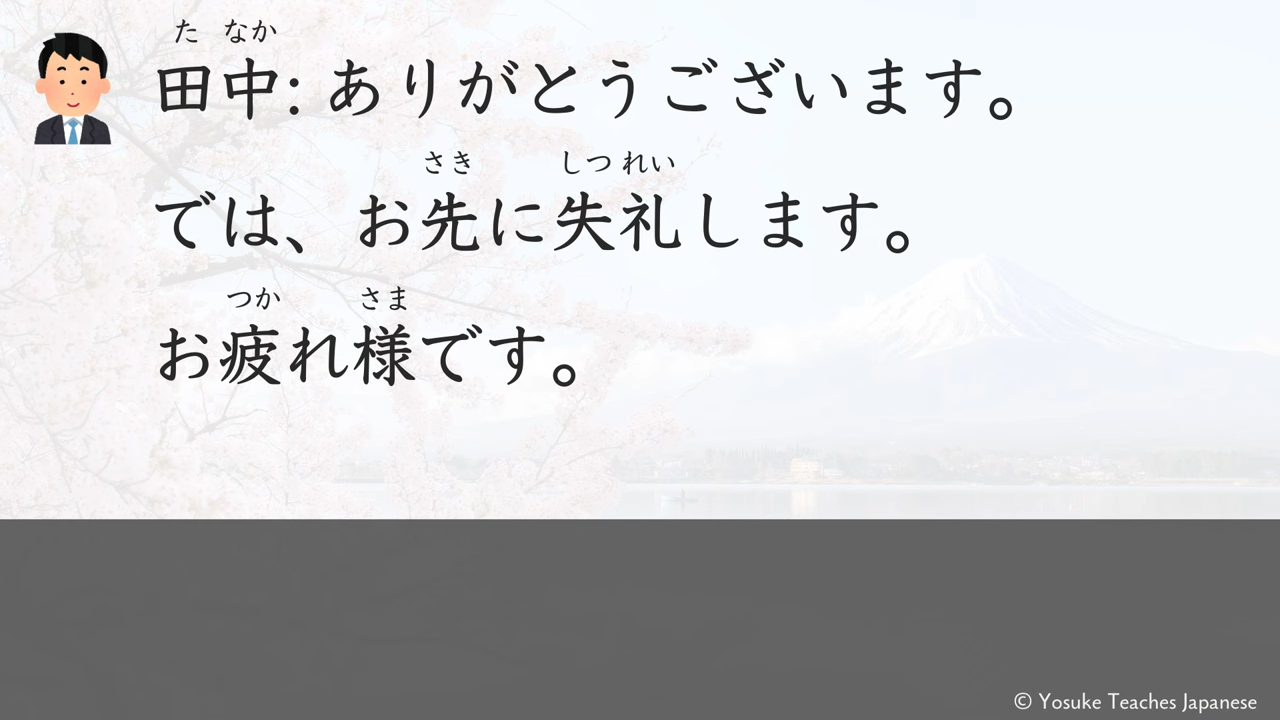 た なか
田中: ありがとうございます。
さき しつ れい
では、お先に失礼します。
つか さま
お疲れ様です。
© Yosuke Teaches Japanese